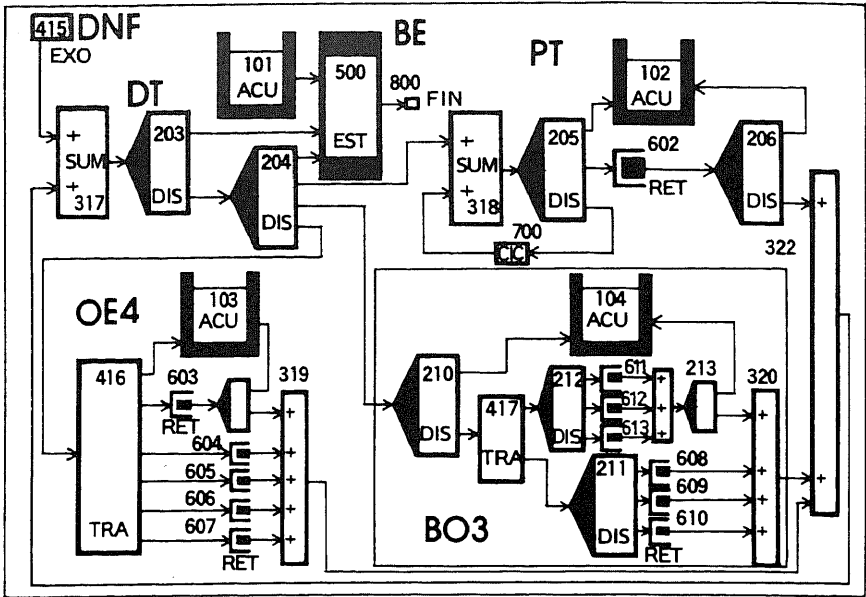 415 DNF
EXO
BE
PT
DT
OE4
BO3
101
ACU
500
EST
800
FIN
102
ACU
+
SUM
+
317
203
DIS
204
DIS
+
SUM
+
318
205
DIS
602
RET
206
DIS
700
CIC
322
+
+
103
ACU
416
TRA
603
RET
319
+
604
+
605
+
606
+
607
+
RET
104
ACU
210
DIS
417
TRA
212
DIS
611
+
612
+
613
+
213
320
+
211
DIS
608
+
609
+
610
+
RET